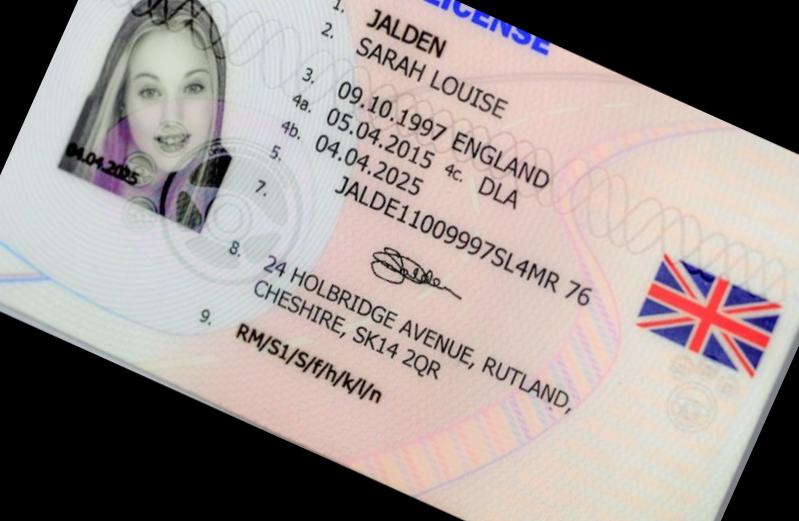 LICENSE
1. JALDEN
2. SARAH LOUISE
3. 09.10.1997 ENGLAND
4a. 05.04.2015 4c. DLA
4b. 04.04.2025
5. JALDE11009997SL4MR 76
7. Jalden
8. 24 HOLBRIDGE AVENUE, RUTLAND,
CHESHIRE, SK14 2QR
9. RM/S1/S/f/h/k/l/n
04.04.2025